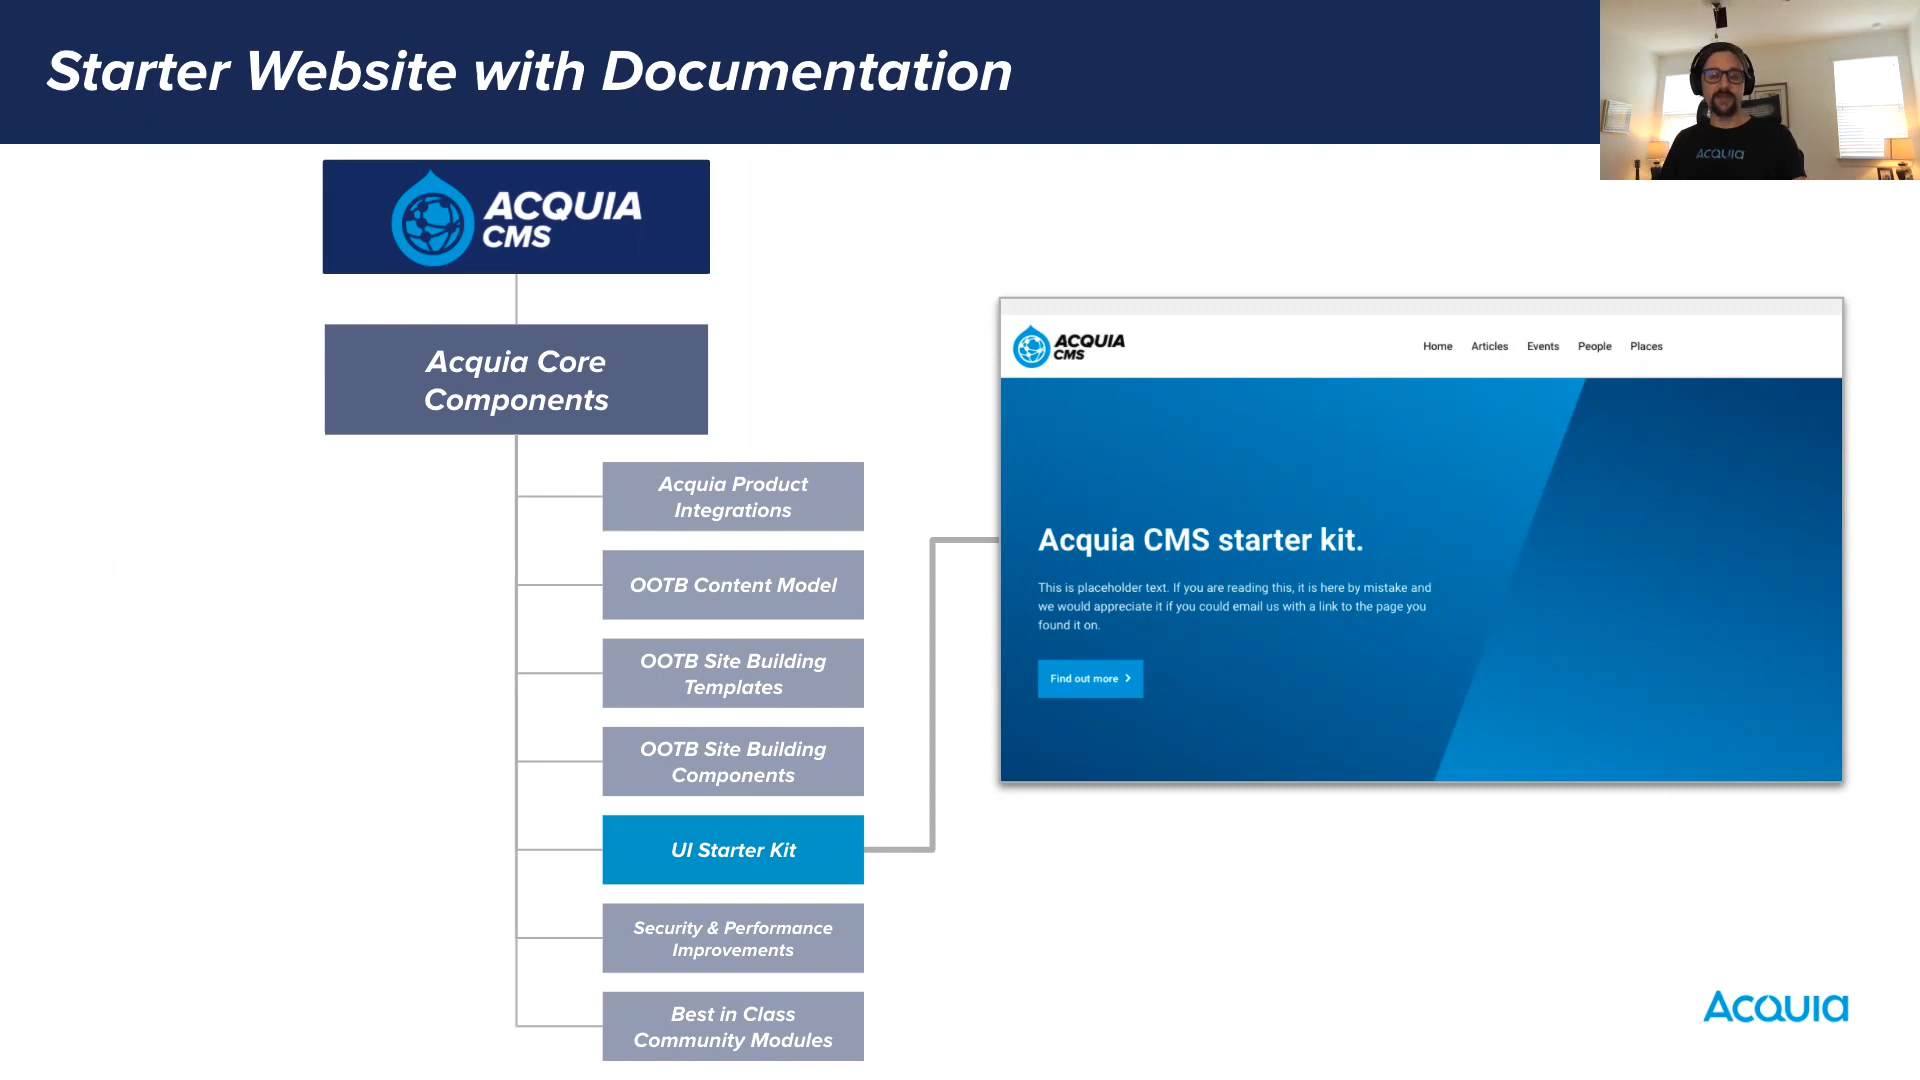 Starter Website with Documentation
ACQUIA
ACQUIA
CMS
Acquia Core
Components
Acquia Product
Integrations
OOTB Content Model
OOTB Site Building
Templates
OOTB Site Building
Components
UI Starter Kit
Security & Performance
Improvements
Best in Class
Community Modules
ACQUIA
CMS
Home Articles Events People Places
Acquia CMS starter kit.
This is placeholder text. If you are reading this, it is here by mistake and
we would appreciate it if you could email us with a link to the page you
found it on.
Find out more
ACQUIA